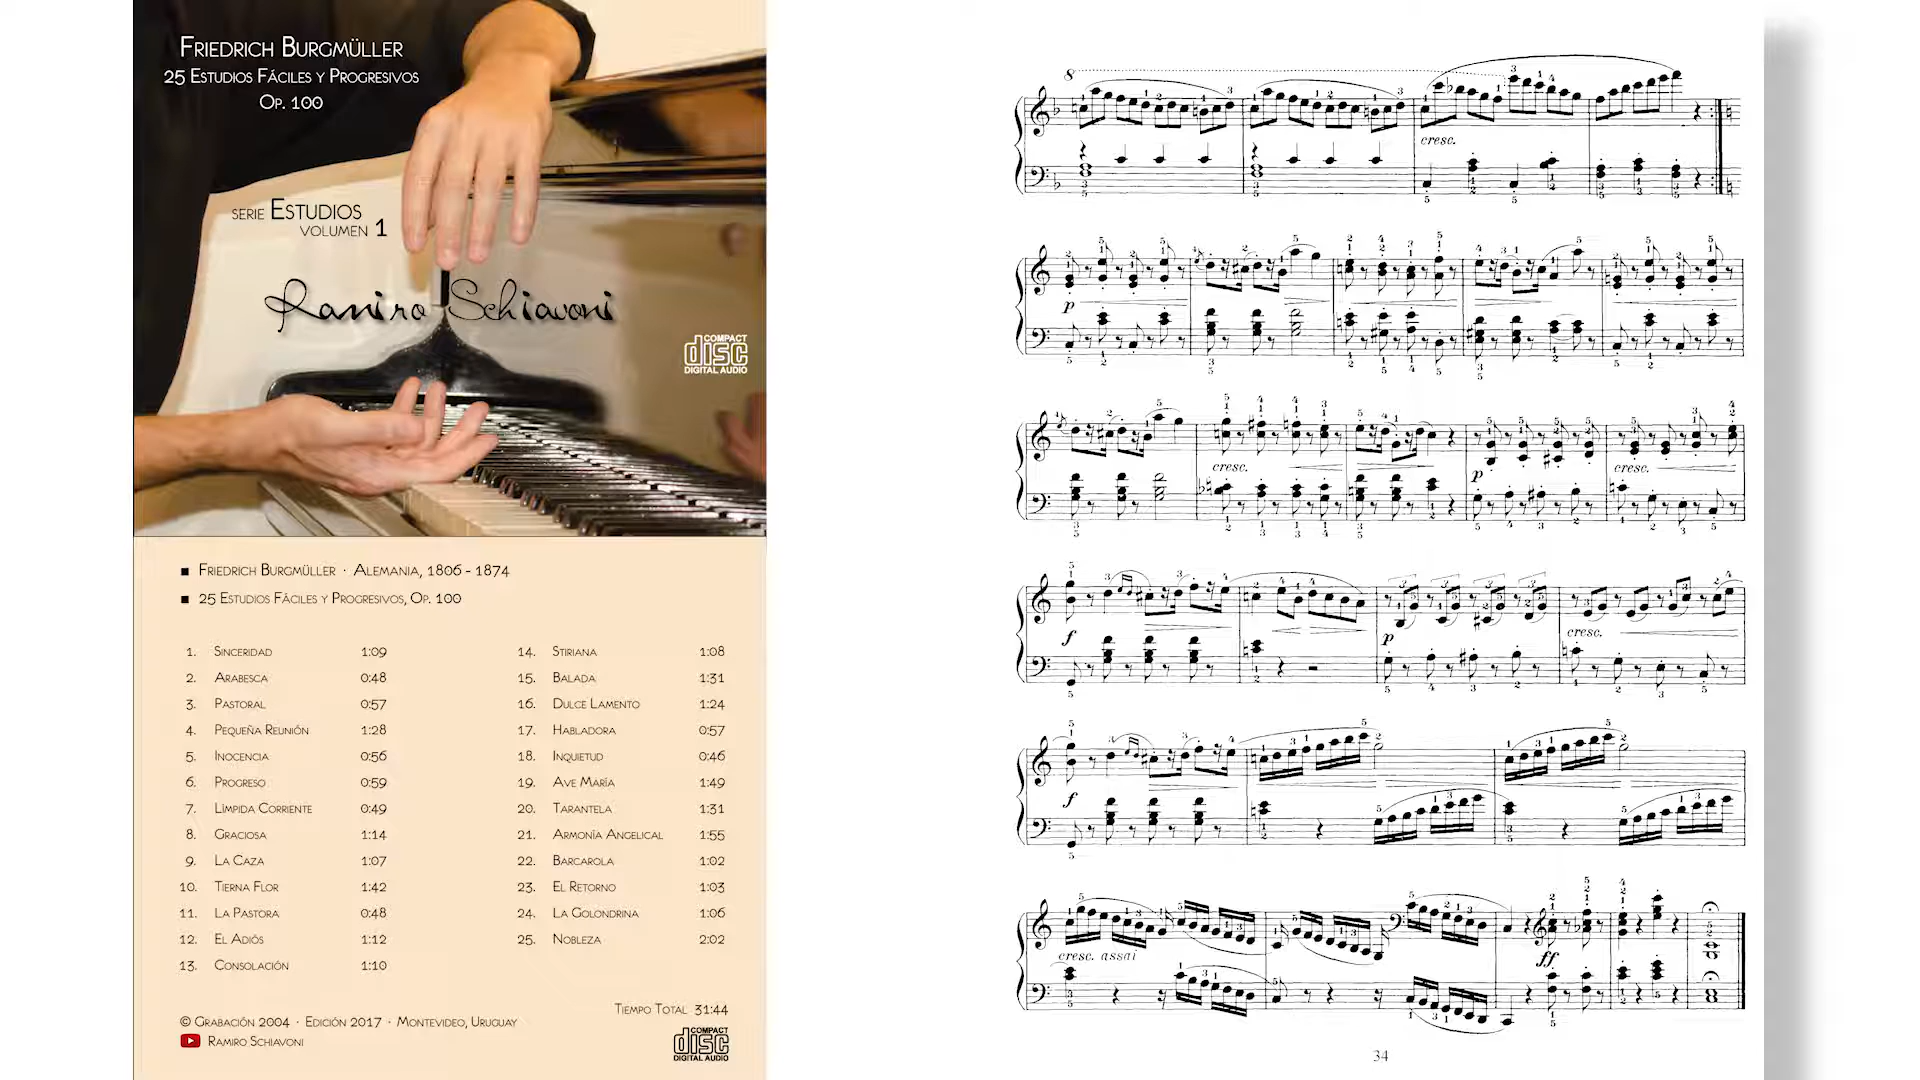 FRIEDRICH BURGMÜLLER
25 ESTUDIOS FÁCILES Y PROGRESIVOS
OP. 100
SERIE ESTUDIOS
VOLUMEN 1
Ramiro Schiavoni
COMPACT
disc
DIGITAL AUDIO
FRIEDRICH BURGMÜLLER · ALEMANIA, 1806 - 1874
25 ESTUDIOS FÁCILES Y PROGRESIVOS, OP. 100
1. SINCERIDAD 1:09
2. ARABESCA 0:48
3. PASTORAL 0:57
4. PEQUEÑA REUNIÓN 1:28
5. INOCENCIA 0:56
6. PROGRESO 0:59
7. LÍMPIDA CORRIENTE 0:49
8. GRACIOSA 1:14
9. LA CAZA 1:07
10. TIERNA FLOR 1:42
11. LA PASTORA 0:48
12. EL ADIÓS 1:12
13. CONSOLACIÓN 1:10
14. STIRIANA 1:08
15. BALADA 1:31
16. DULCE LAMENTO 1:24
17. HABLADORA 0:57
18. INQUIETUD 0:46
19. AVE MARÍA 1:49
20. TARANTELA 1:31
21. ARMONÍA ANGELICAL 1:55
22. BARCAROLA 1:02
23. EL RETORNO 1:03
24. LA GOLONDRINA 1:06
25. NOBLEZA 2:02
TIEMPO TOTAL 31:44
© GRABACIÓN 2004 · EDICIÓN 2017 · MONTEVIDEO, URUGUAY
RAMIRO SCHIAVONI
COMPACT
disc
DIGITAL AUDIO
8
cresc.
p
cresc.
p
cresc.
f
p
cresc.
f
cresc. assai
ff
34